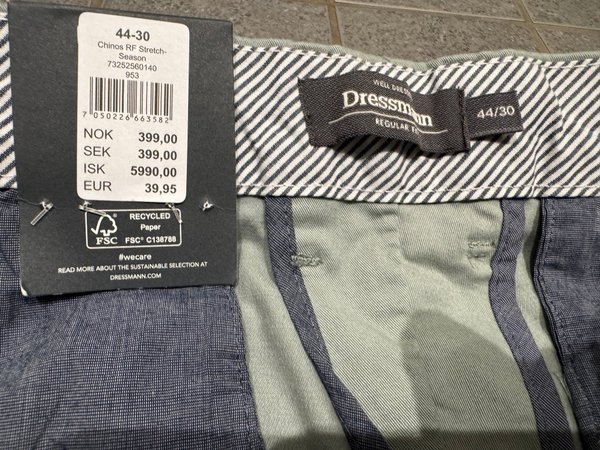 44-30
Chinos RF Stretch-
Season
73252560140
953
7 050226 663582
NOK 399,00
SEK 399,00
ISK 5990,00
EUR 39,95
FSC
RECYCLED
Paper
FSC® C138788
#wecare
READ MORE ABOUT THE SUSTAINABLE SELECTION AT
DRESSMANN.COM
WELL
Dressmann
REGULAR
44/30